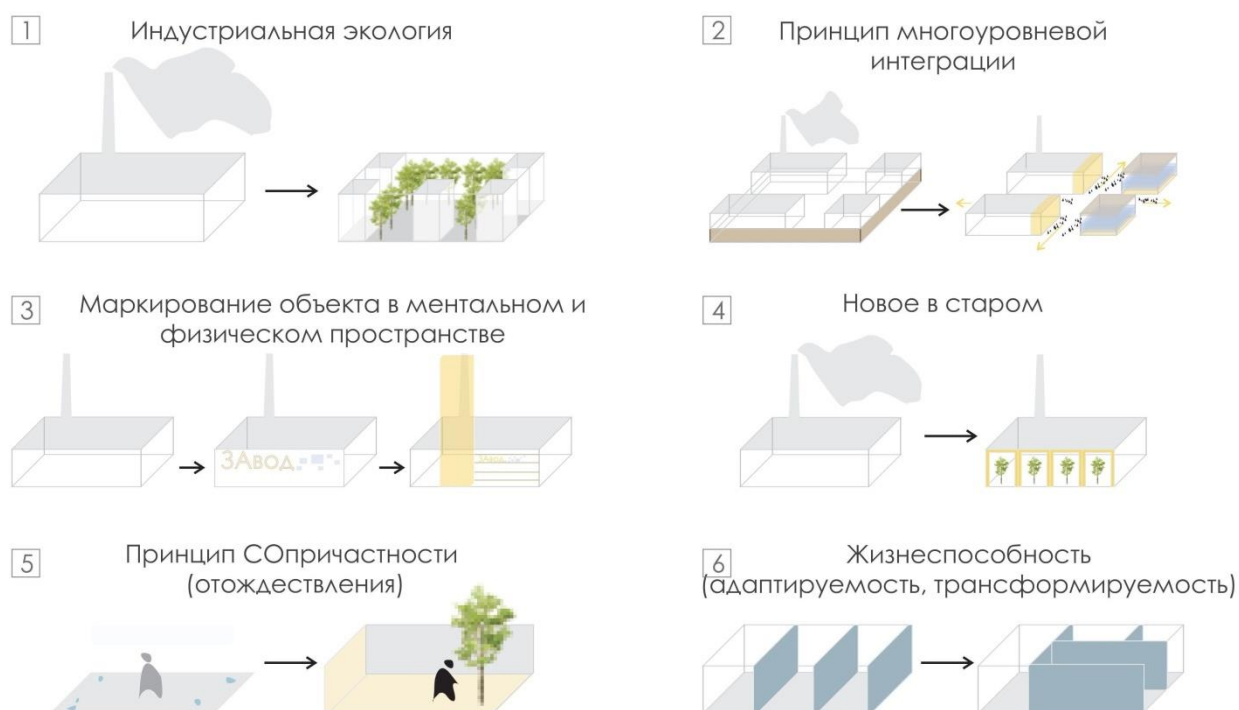 1
Индустриальная экология
2
Принцип многоуровневой
интеграции
3
Маркирование объекта в ментальном и
физическом пространстве
ЗАвод
ЗАвод
4
Новое в старом
5
Принцип СОпричастности
(отождествления)
6
Жизнеспособность
(адаптируемость, трансформируемость)